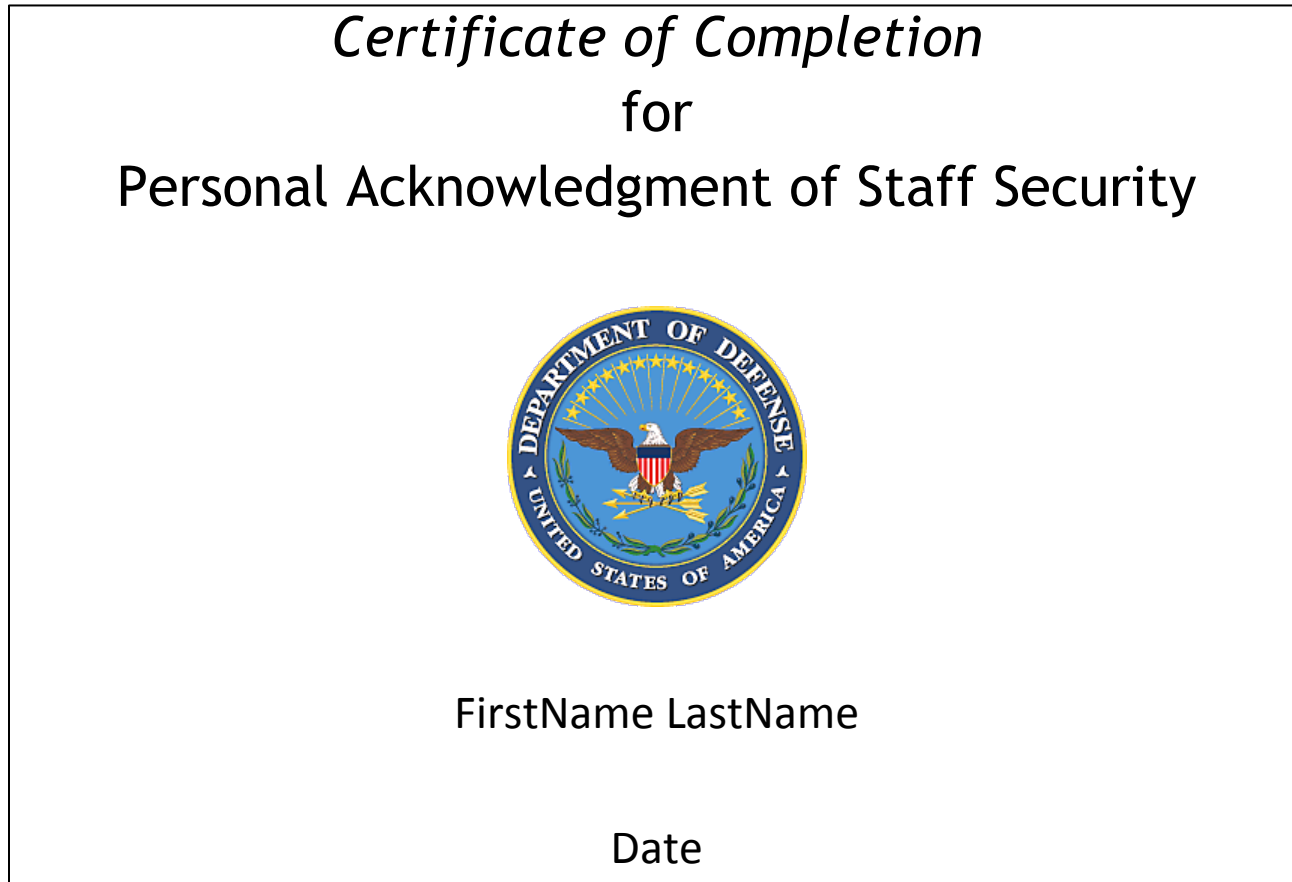 Certificate of Completion
for
Personal Acknowledgment of Staff Security
DEPARTMENT OF DEFENSE
UNITED STATES OF AMERICA
FirstName LastName
Date